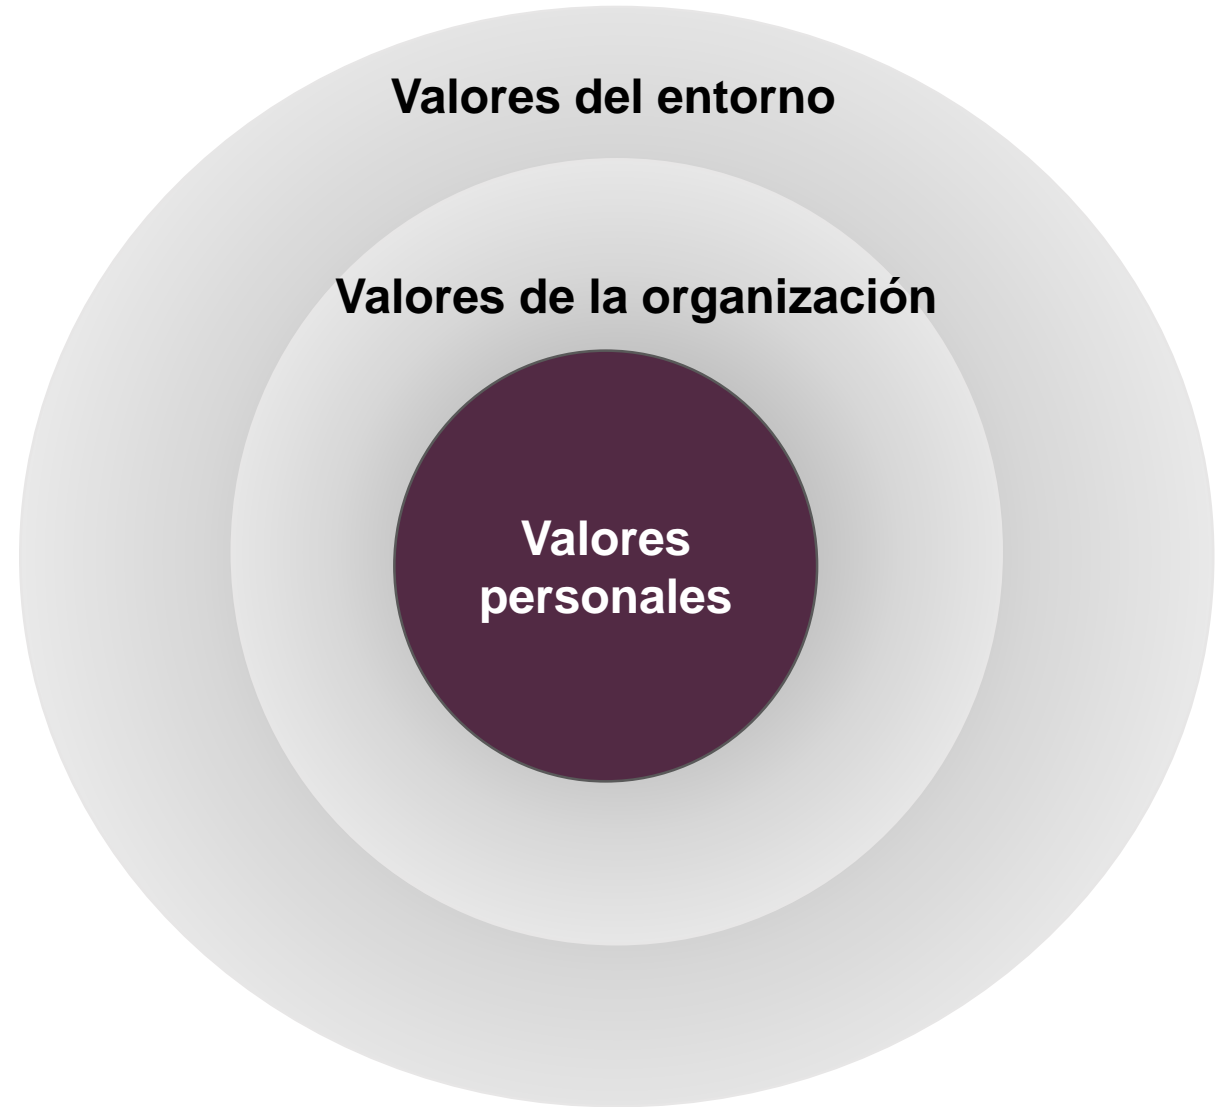 Valores del entorno
Valores de la organización
Valores
personales